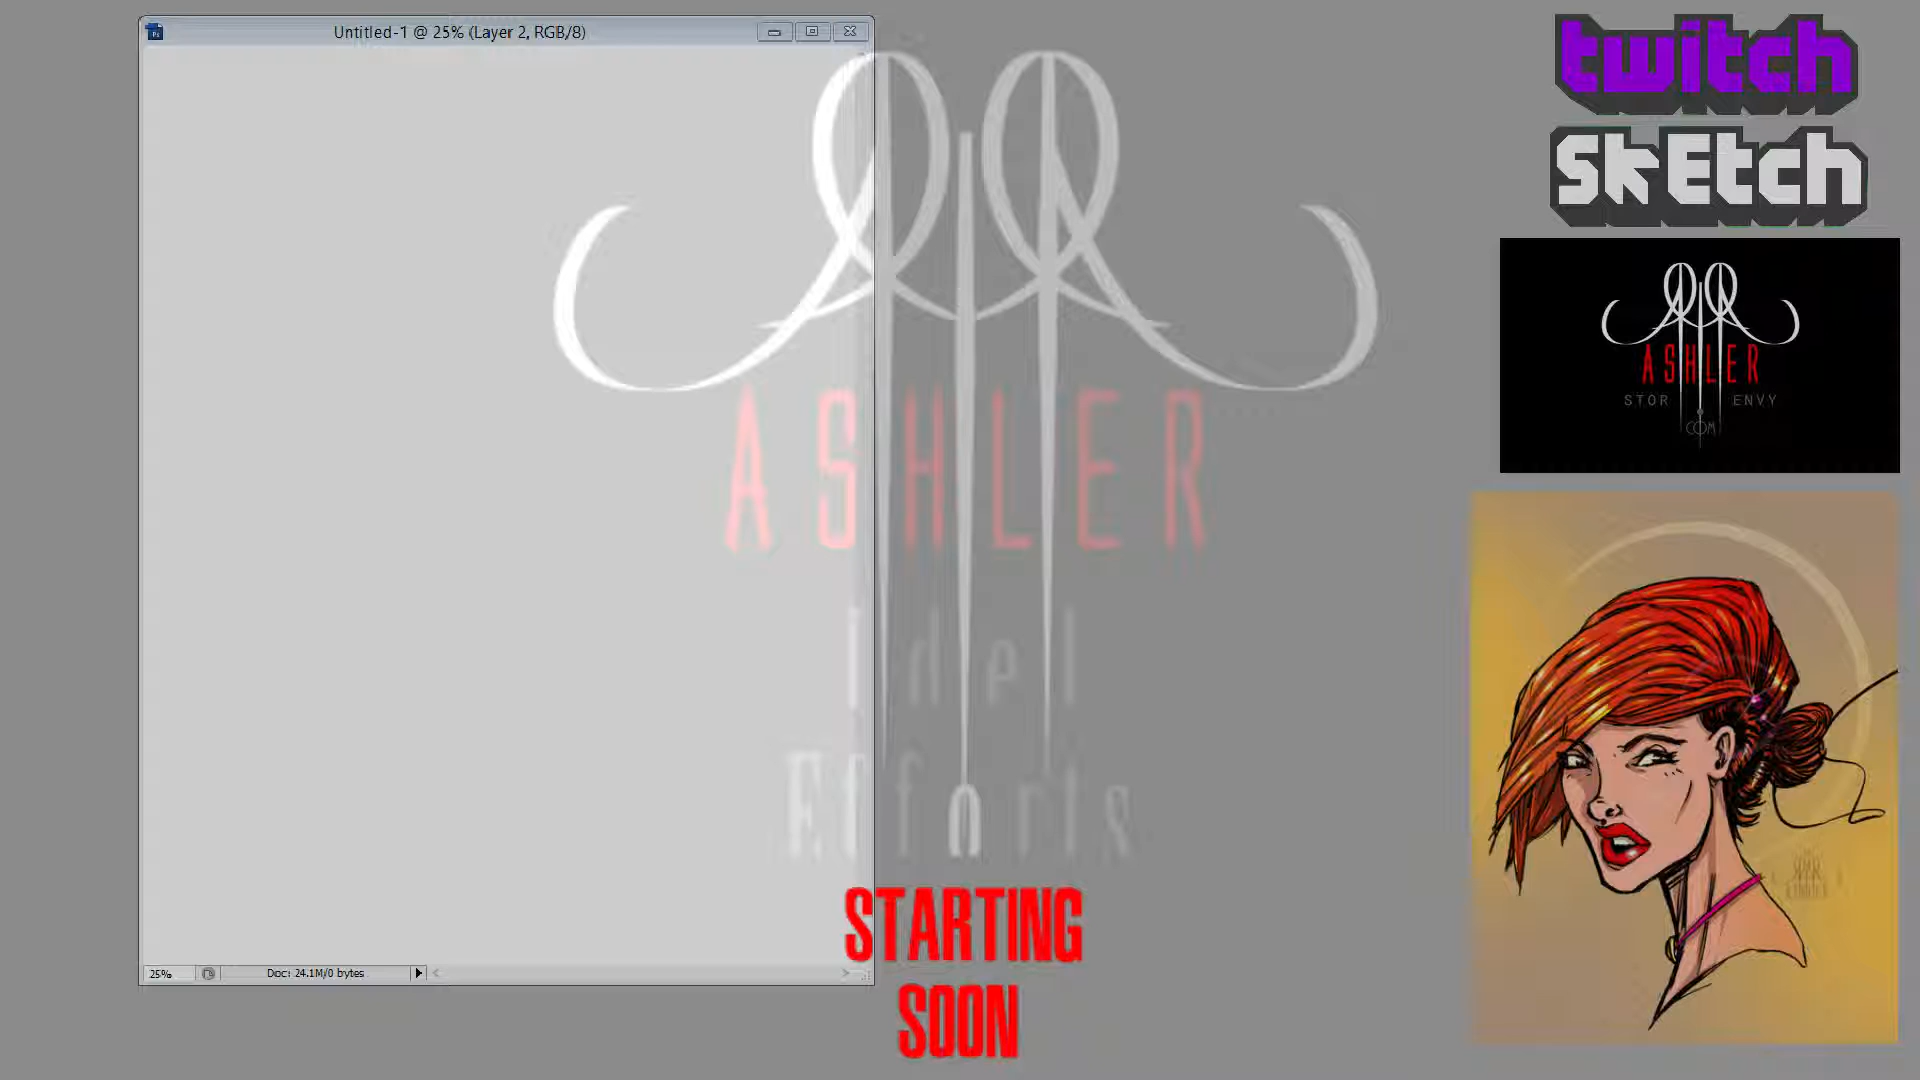 Untitled-1 @ 25% (Layer 2, RGB/8)
twitch
SkEtch
ASHLER
STOR ENVY
COM
ASHLER
idel
Efforts
STARTING
SOON
25%
Doc: 24.1M/0 bytes